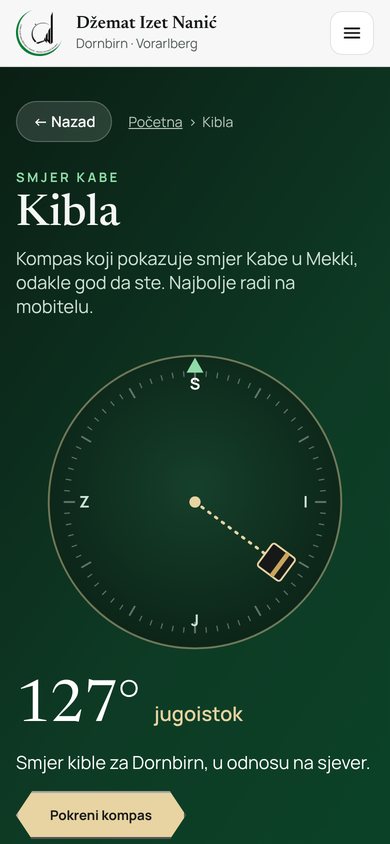 Džemat Izet Nanić
Dornbirn · Vorarlberg
← Nazad
Početna › Kibla
SMJER KABE
Kibla
Kompas koji pokazuje smjer Kabe u Mekki,
odakle god da ste. Najbolje radi na
mobitelu.
S
Z
I
J
127° jugoistok
Smjer kible za Dornbirn, u odnosu na sjever.
Pokreni kompas